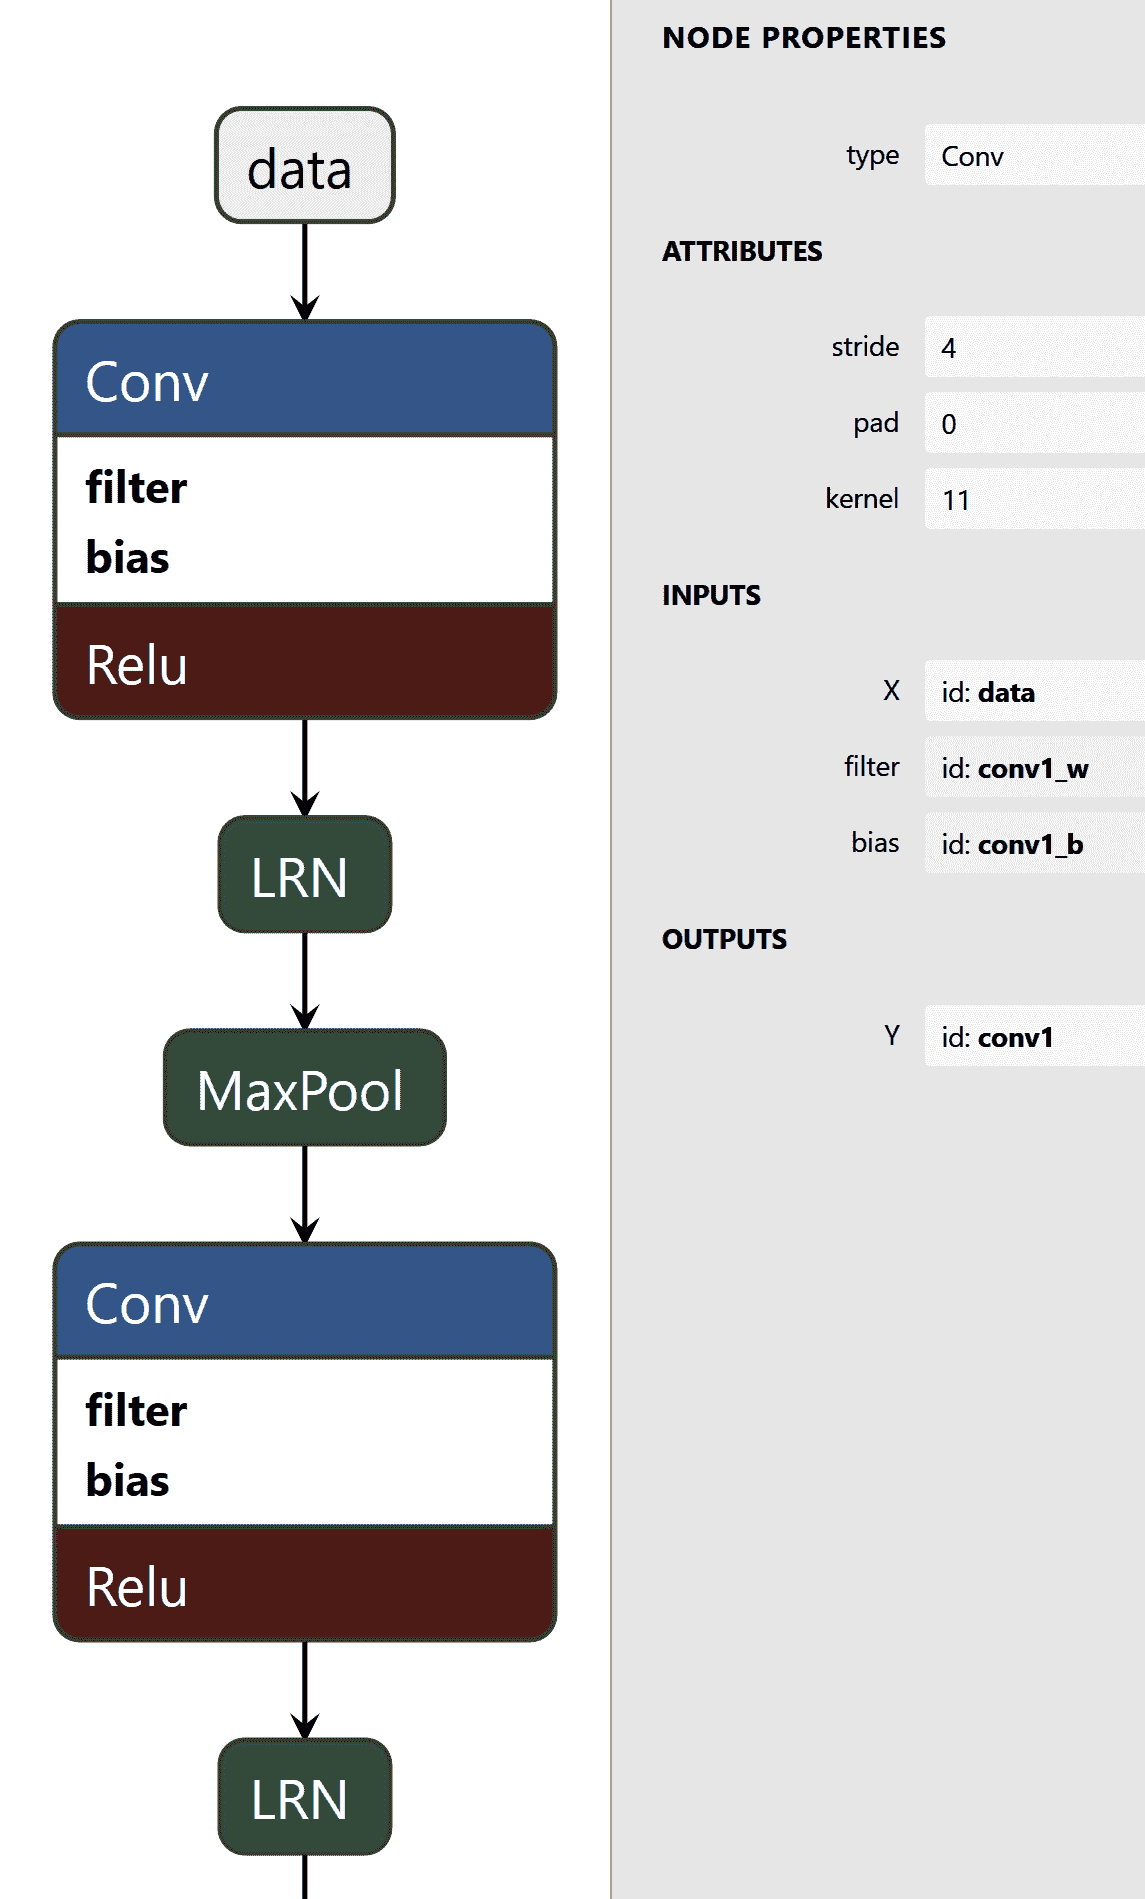 data
Conv
filter
bias
Relu
LRN
MaxPool
Conv
filter
bias
Relu
LRN
NODE PROPERTIES
type Conv
ATTRIBUTES
stride 4
pad 0
kernel 11
INPUTS
X id: data
filter id: conv1_w
bias id: conv1_b
OUTPUTS
Y id: conv1